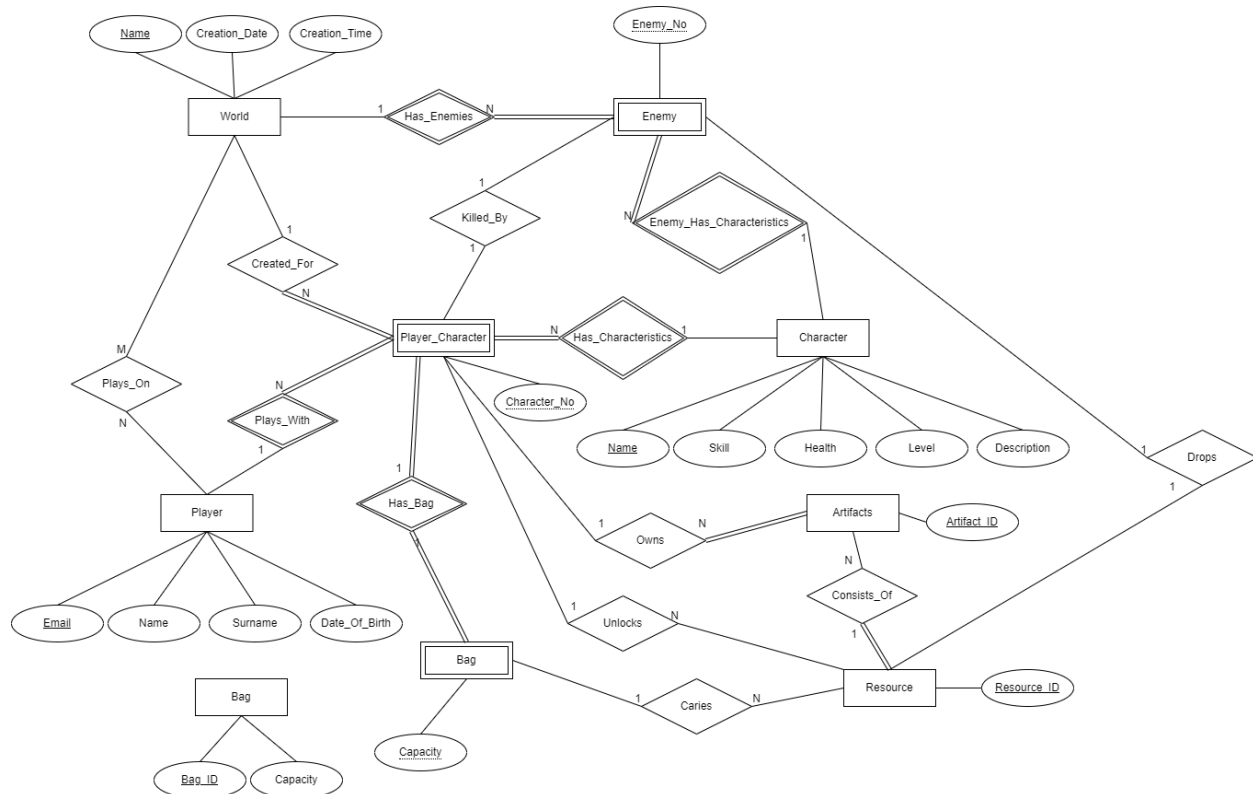 Enemy_No
Name
Creation_Date
Creation_Time
World
1
Has_Enemies
N
Enemy
1
Killed_By
1
N
Enemy_Has_Characteristics
1
1
Created_For
N
Player_Character
N
Has_Characteristics
1
Character
M
Plays_On
N
N
Plays_With
1
Character_No
Name
Skill
Health
Level
Description
1
Drops
1
1
Has_Bag
1
Player
1
Owns
N
Artifacts
Artifact_ID
N
Consists_Of
1
Email
Name
Surname
Date_Of_Birth
1
Unlocks
N
Bag
Bag
1
Caries
N
Resource
Resource_ID
Capacity
Bag_ID
Capacity